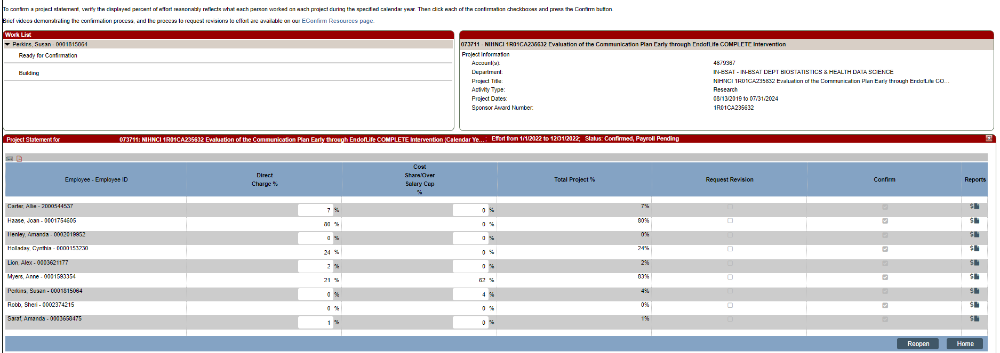 To confirm a project statement, verify the displayed percent of effort reasonably reflects what each person worked on each project during the specified calendar year. Then click each of the confirmation checkboxes and press the Confirm button.
Brief videos demonstrating the confirmation process, and the process to request revisions to effort are available on our EConfirm Resources page.
Work List
Perkins, Susan - 0001815064
Ready for Confirmation
Building
073711 - NIHNCI 1R01CA235632 Evaluation of the Communication Plan Early through EndofLife COMPLETE Intervention
Project Information
Account(s): 4679367
Department: IN-BSAT - IN-BSAT DEPT BIOSTATISTICS & HEALTH DATA SCIENCE
Project Title: NIHNCI 1R01CA235632 Evaluation of the Communication Plan Early through EndofLife CO...
Activity Type: Research
Project Dates: 08/13/2019 to 07/31/2024
Sponsor Award Number: 1R01CA235632
Project Statement for 073711: NIHNCI 1R01CA235632 Evaluation of the Communication Plan Early through EndofLife COMPLETE Intervention (Calendar Ye... ; Effort from 1/1/2022 to 12/31/2022; Status: Confirmed, Payroll Pending
Employee - Employee ID
Direct
Charge %
Cost
Share/Over
Salary Cap
%
Total Project %
Request Revision
Confirm
Reports
Carter, Allie - 2000544537 7 % 0 % 7% $
Haase, Joan - 0001754605 80 % 0 % 80% $
Henley, Amanda - 0002019952 0 % 0 % 0% $
Holladay, Cynthia - 0000153230 24 % 0 % 24% $
Lion, Alex - 0003621177 2 % 0 % 2% $
Myers, Anne - 0001593354 21 % 62 % 83% $
Perkins, Susan - 0001815064 0 % 4 % 4% $
Robb, Sheri - 0002374215 0 % 0 % 0% $
Saraf, Amanda - 0003658475 1 % 0 % 1% $
Reopen Home